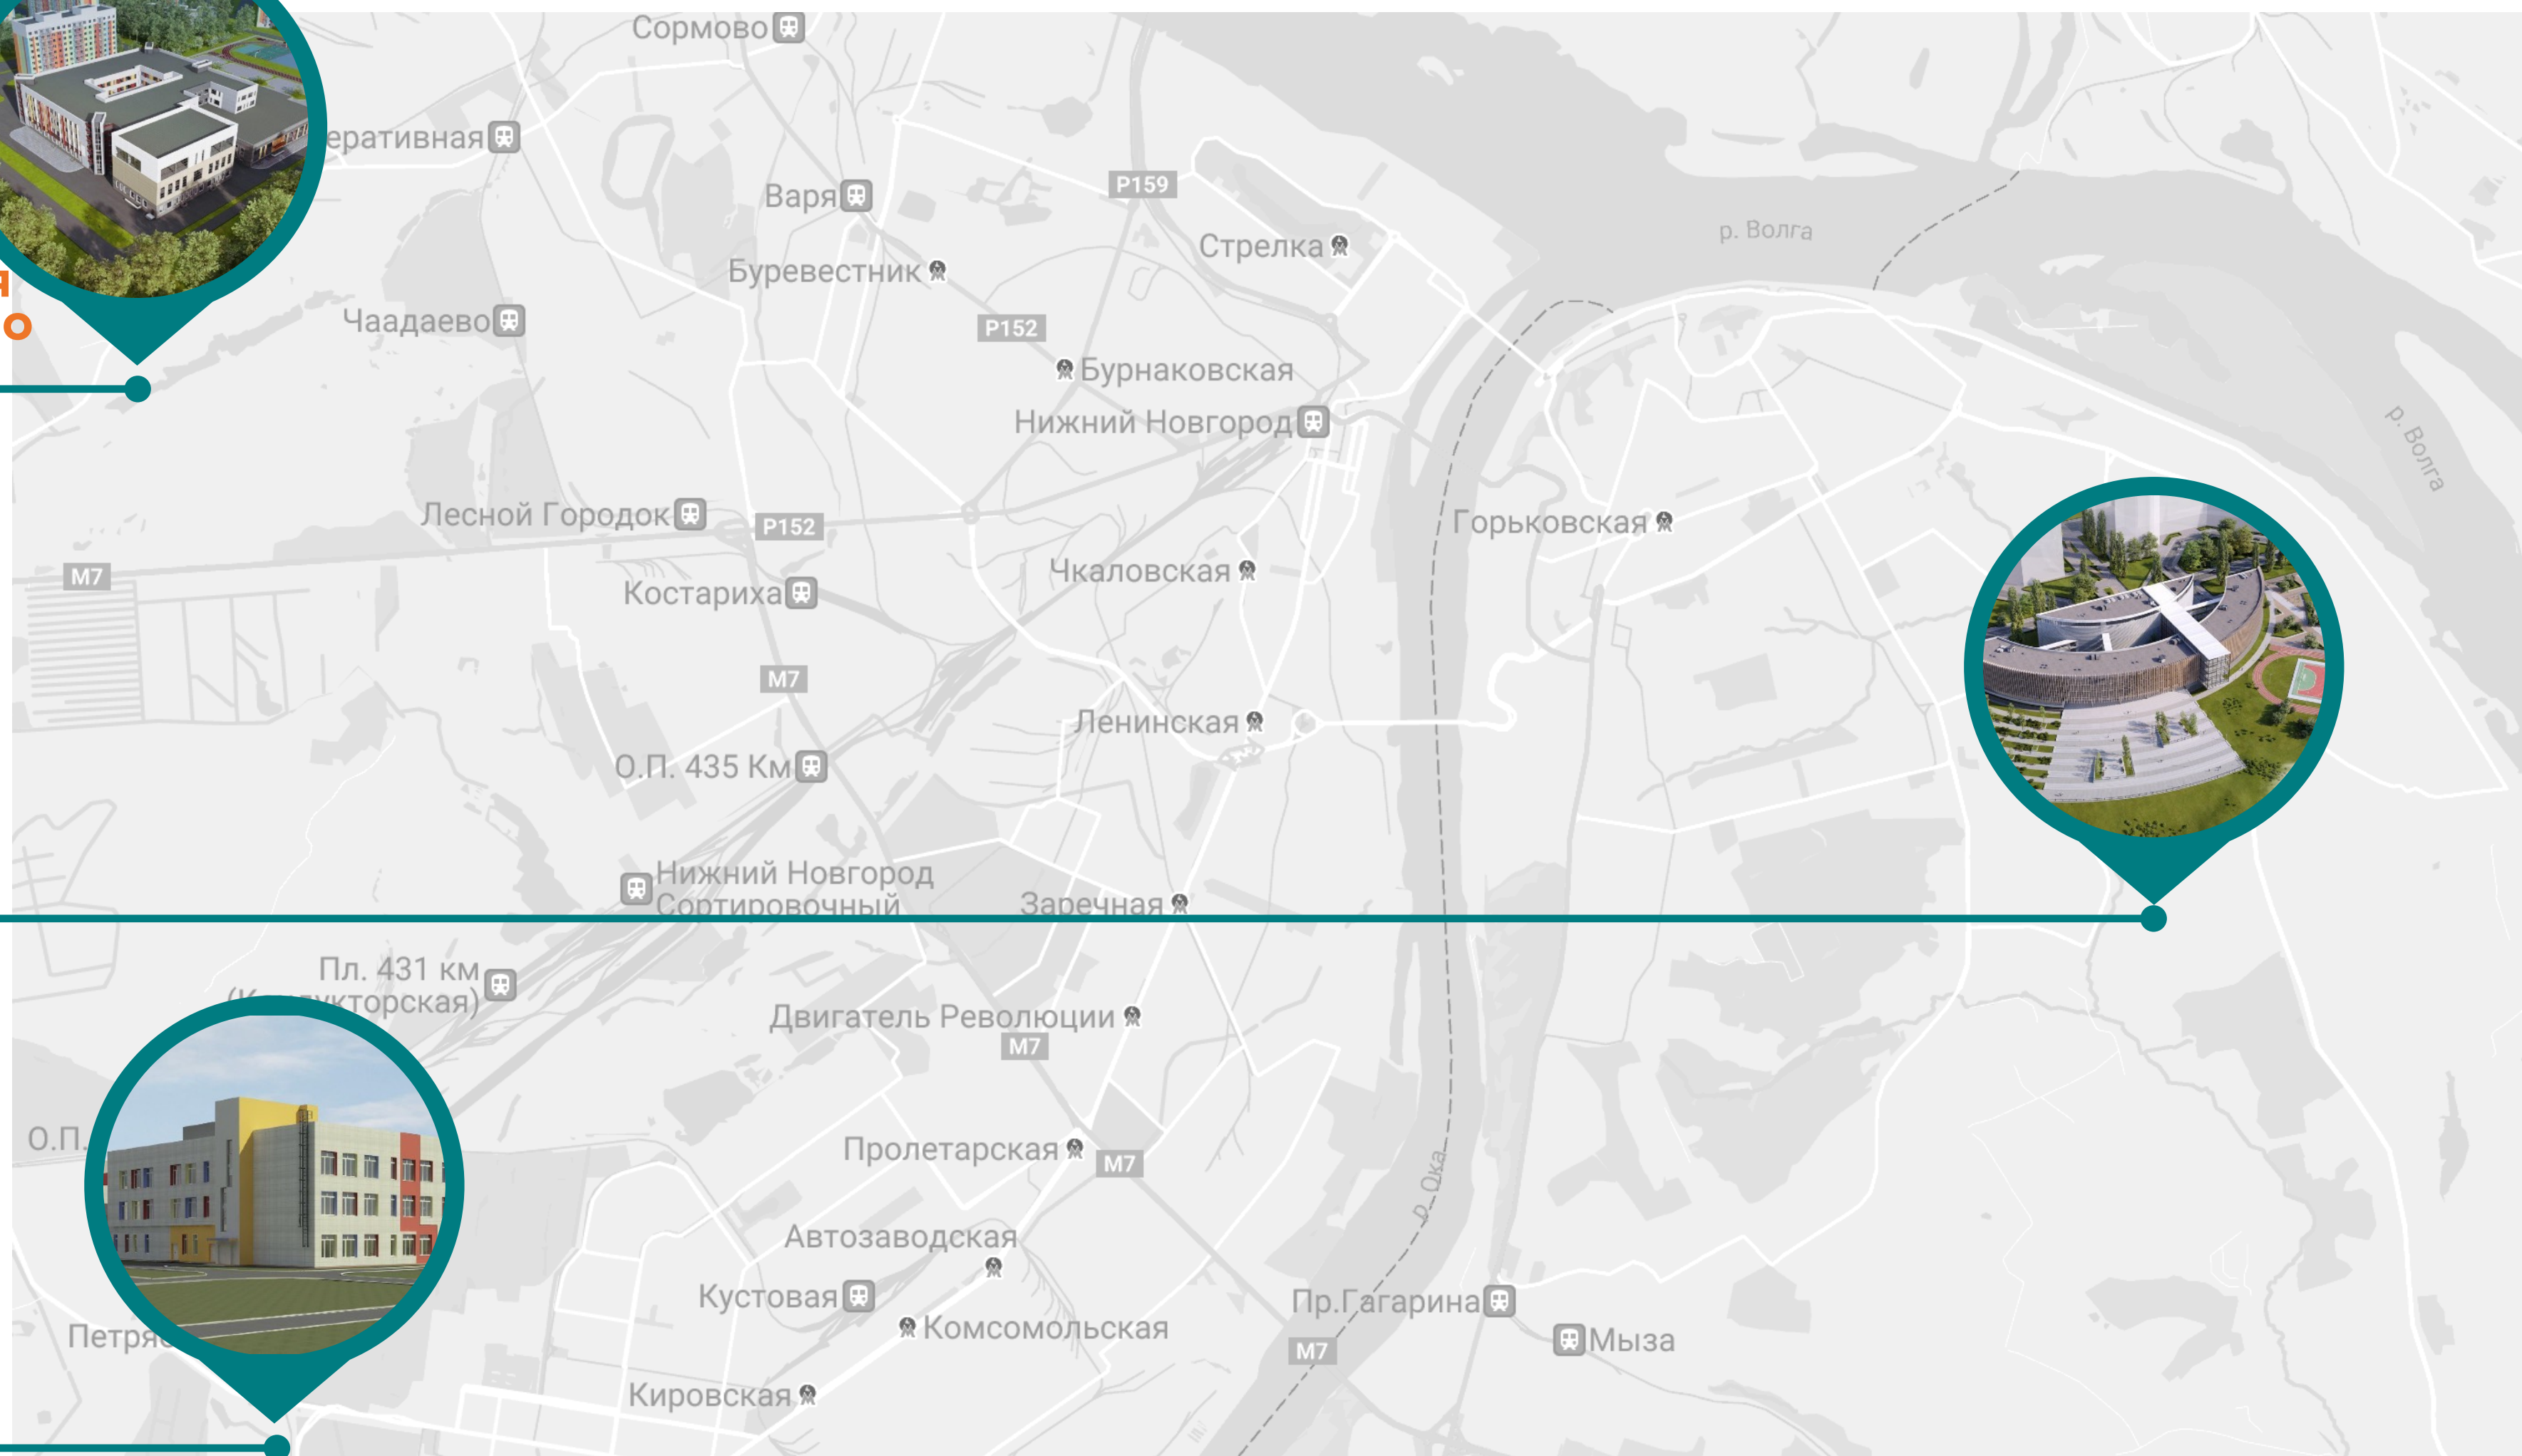 Сормово
еративная
Варя
Р159
Стрелка
р. Волга
Буревестник
я
о
Чаадаево
Р152
Бурнаковская
Нижний Новгород
р. Волга
Лесной Городок
Р152
Горьковская
М7
Чкаловская
Костариха
М7
Ленинская
О.П. 435 Км
Нижний Новгород
Сортировочный
Заречная
Пл. 431 км
укторская)
Двигатель Революции
М7
О.П.
Пролетарская
М7
р. Ока
Автозаводская
Кустовая
Пр.Гагарина
Комсомольская
Петряе
Мыза
М7
Кировская